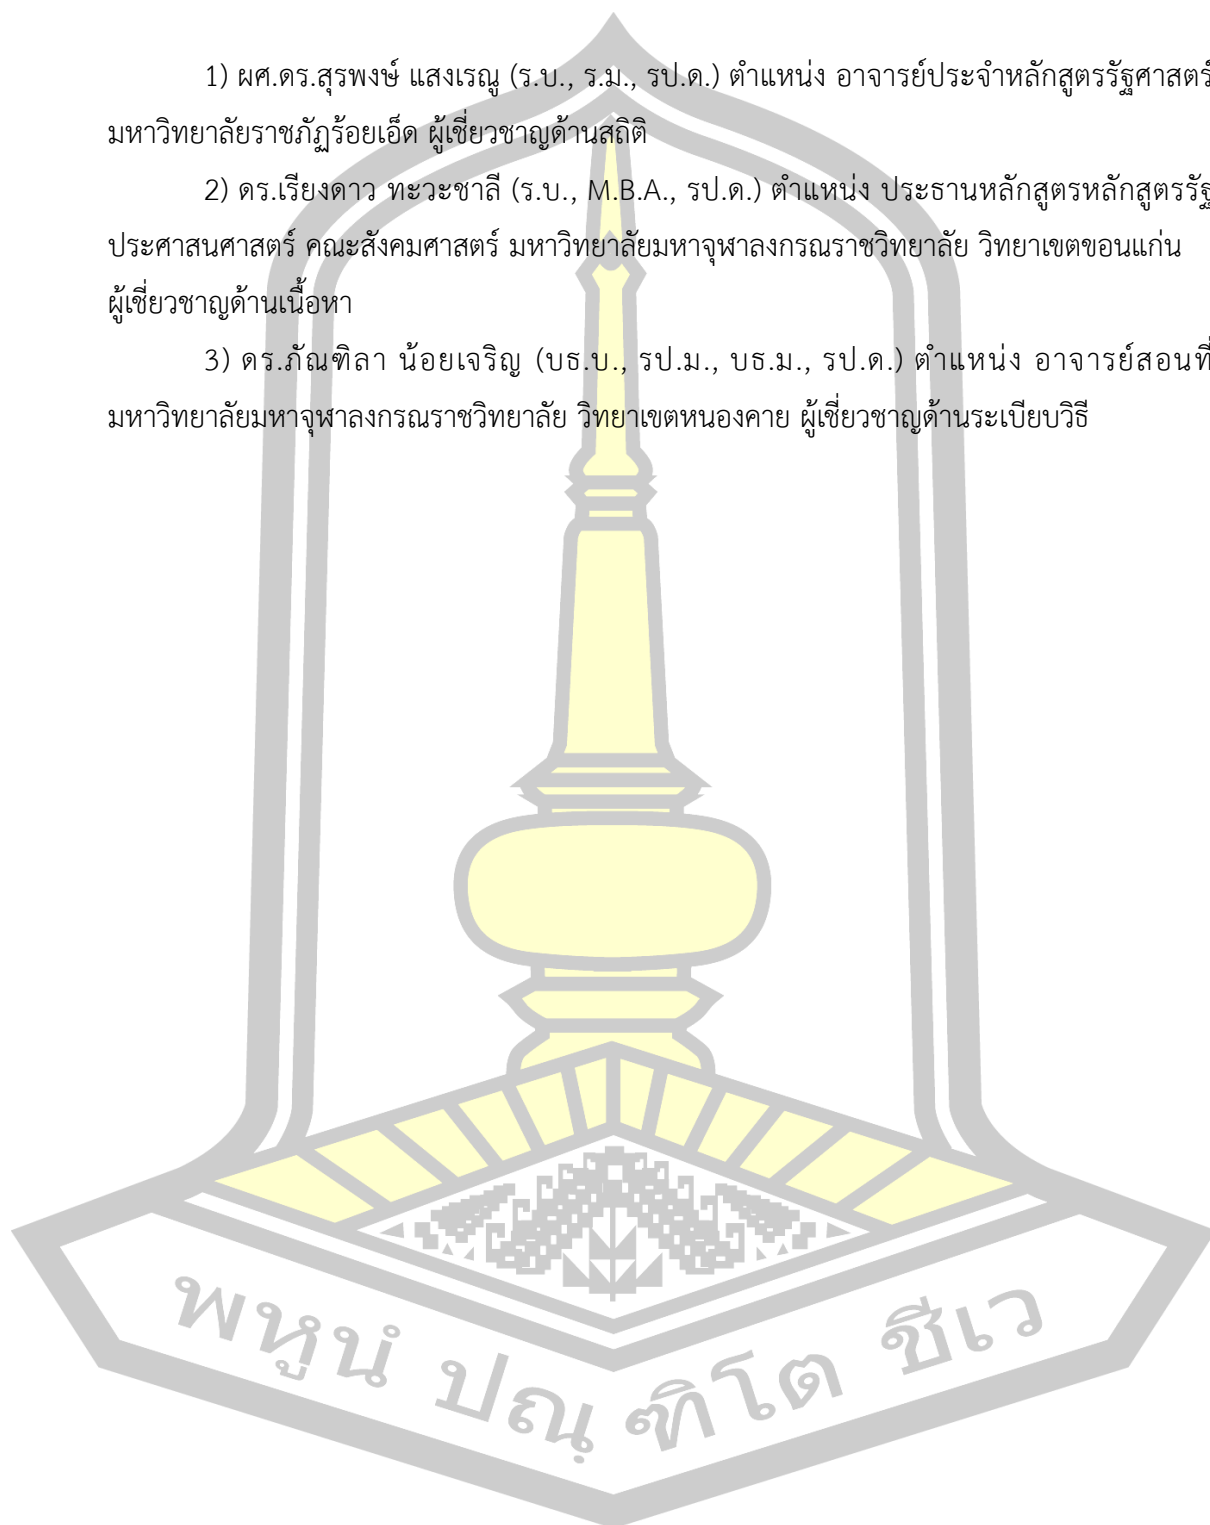 1) ผศ.ดร.สุรพงษ์ แสงเรณู (ร.บ., ร.ม., รป.ด.) ตำแหน่ง อาจารย์ประจำหลักสูตรรัฐศาสตร์
มหาวิทยาลัยราชภัฏร้อยเอ็ด ผู้เชี่ยวชาญด้านสถิติ
2) ดร.เรียงดาว ทะวะชาลี (ร.บ., M.B.A., รป.ด.) ตำแหน่ง ประธานหลักสูตรหลักสูตรรัฐ
ประศาสนศาสตร์ คณะสังคมศาสตร์ มหาวิทยาลัยมหาจุฬาลงกรณราชวิทยาลัย วิทยาเขตขอนแก่น
ผู้เชี่ยวชาญด้านเนื้อหา
3) ดร.ภัณฑิลา น้อยเจริญ (บธ.บ., รป.ม., บธ.ม., รป.ด.) ตำแหน่ง อาจารย์สอนที่
มหาวิทยาลัยมหาจุฬาลงกรณราชวิทยาลัย วิทยาเขตหนองคาย ผู้เชี่ยวชาญด้านระเบียบวิธี
พหูนํ ปณฺ ฑิโต ชีเว